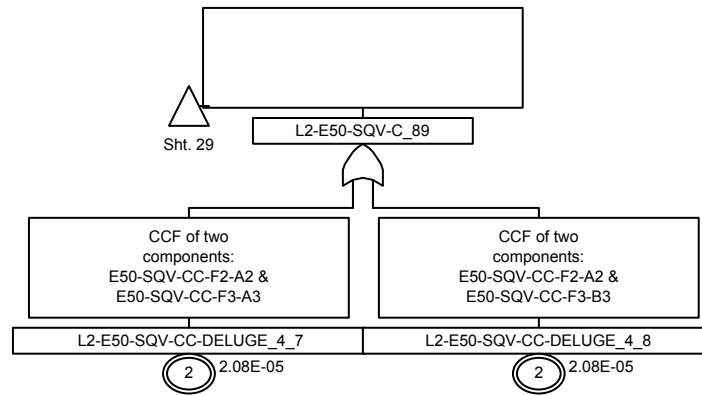 Sht. 29
L2-E50-SQV-C_89
CCF of two
components:
E50-SQV-CC-F2-A2 &
E50-SQV-CC-F3-A3
CCF of two
components:
E50-SQV-CC-F2-A2 &
E50-SQV-CC-F3-B3
L2-E50-SQV-CC-DELUGE_4_7
L2-E50-SQV-CC-DELUGE_4_8
2
2.08E-05
2
2.08E-05